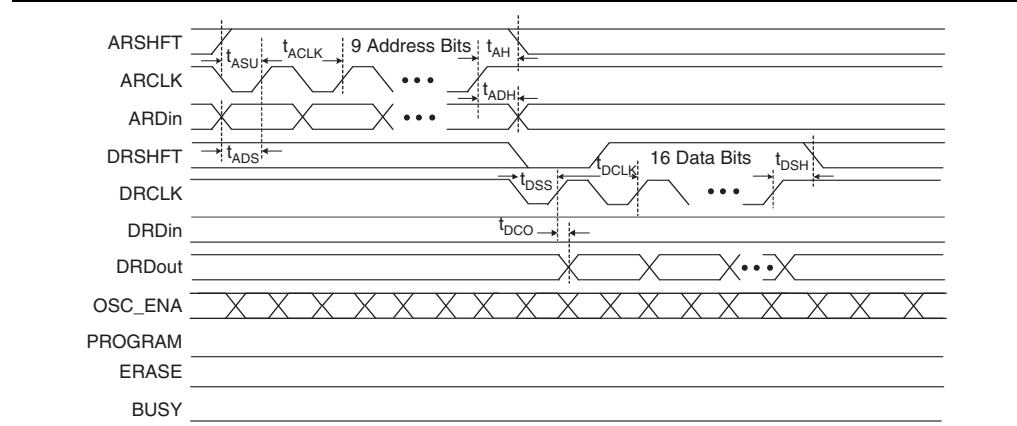 ARSHFT
tASU tACLK 9 Address Bits tAH
ARCLK
tADH
ARDin
DRSHFT
tADS tDCLK 16 Data Bits tDSH
tDSS
DRCLK
DRDin
tDCO
DRDout
OSC_ENA
PROGRAM
ERASE
BUSY